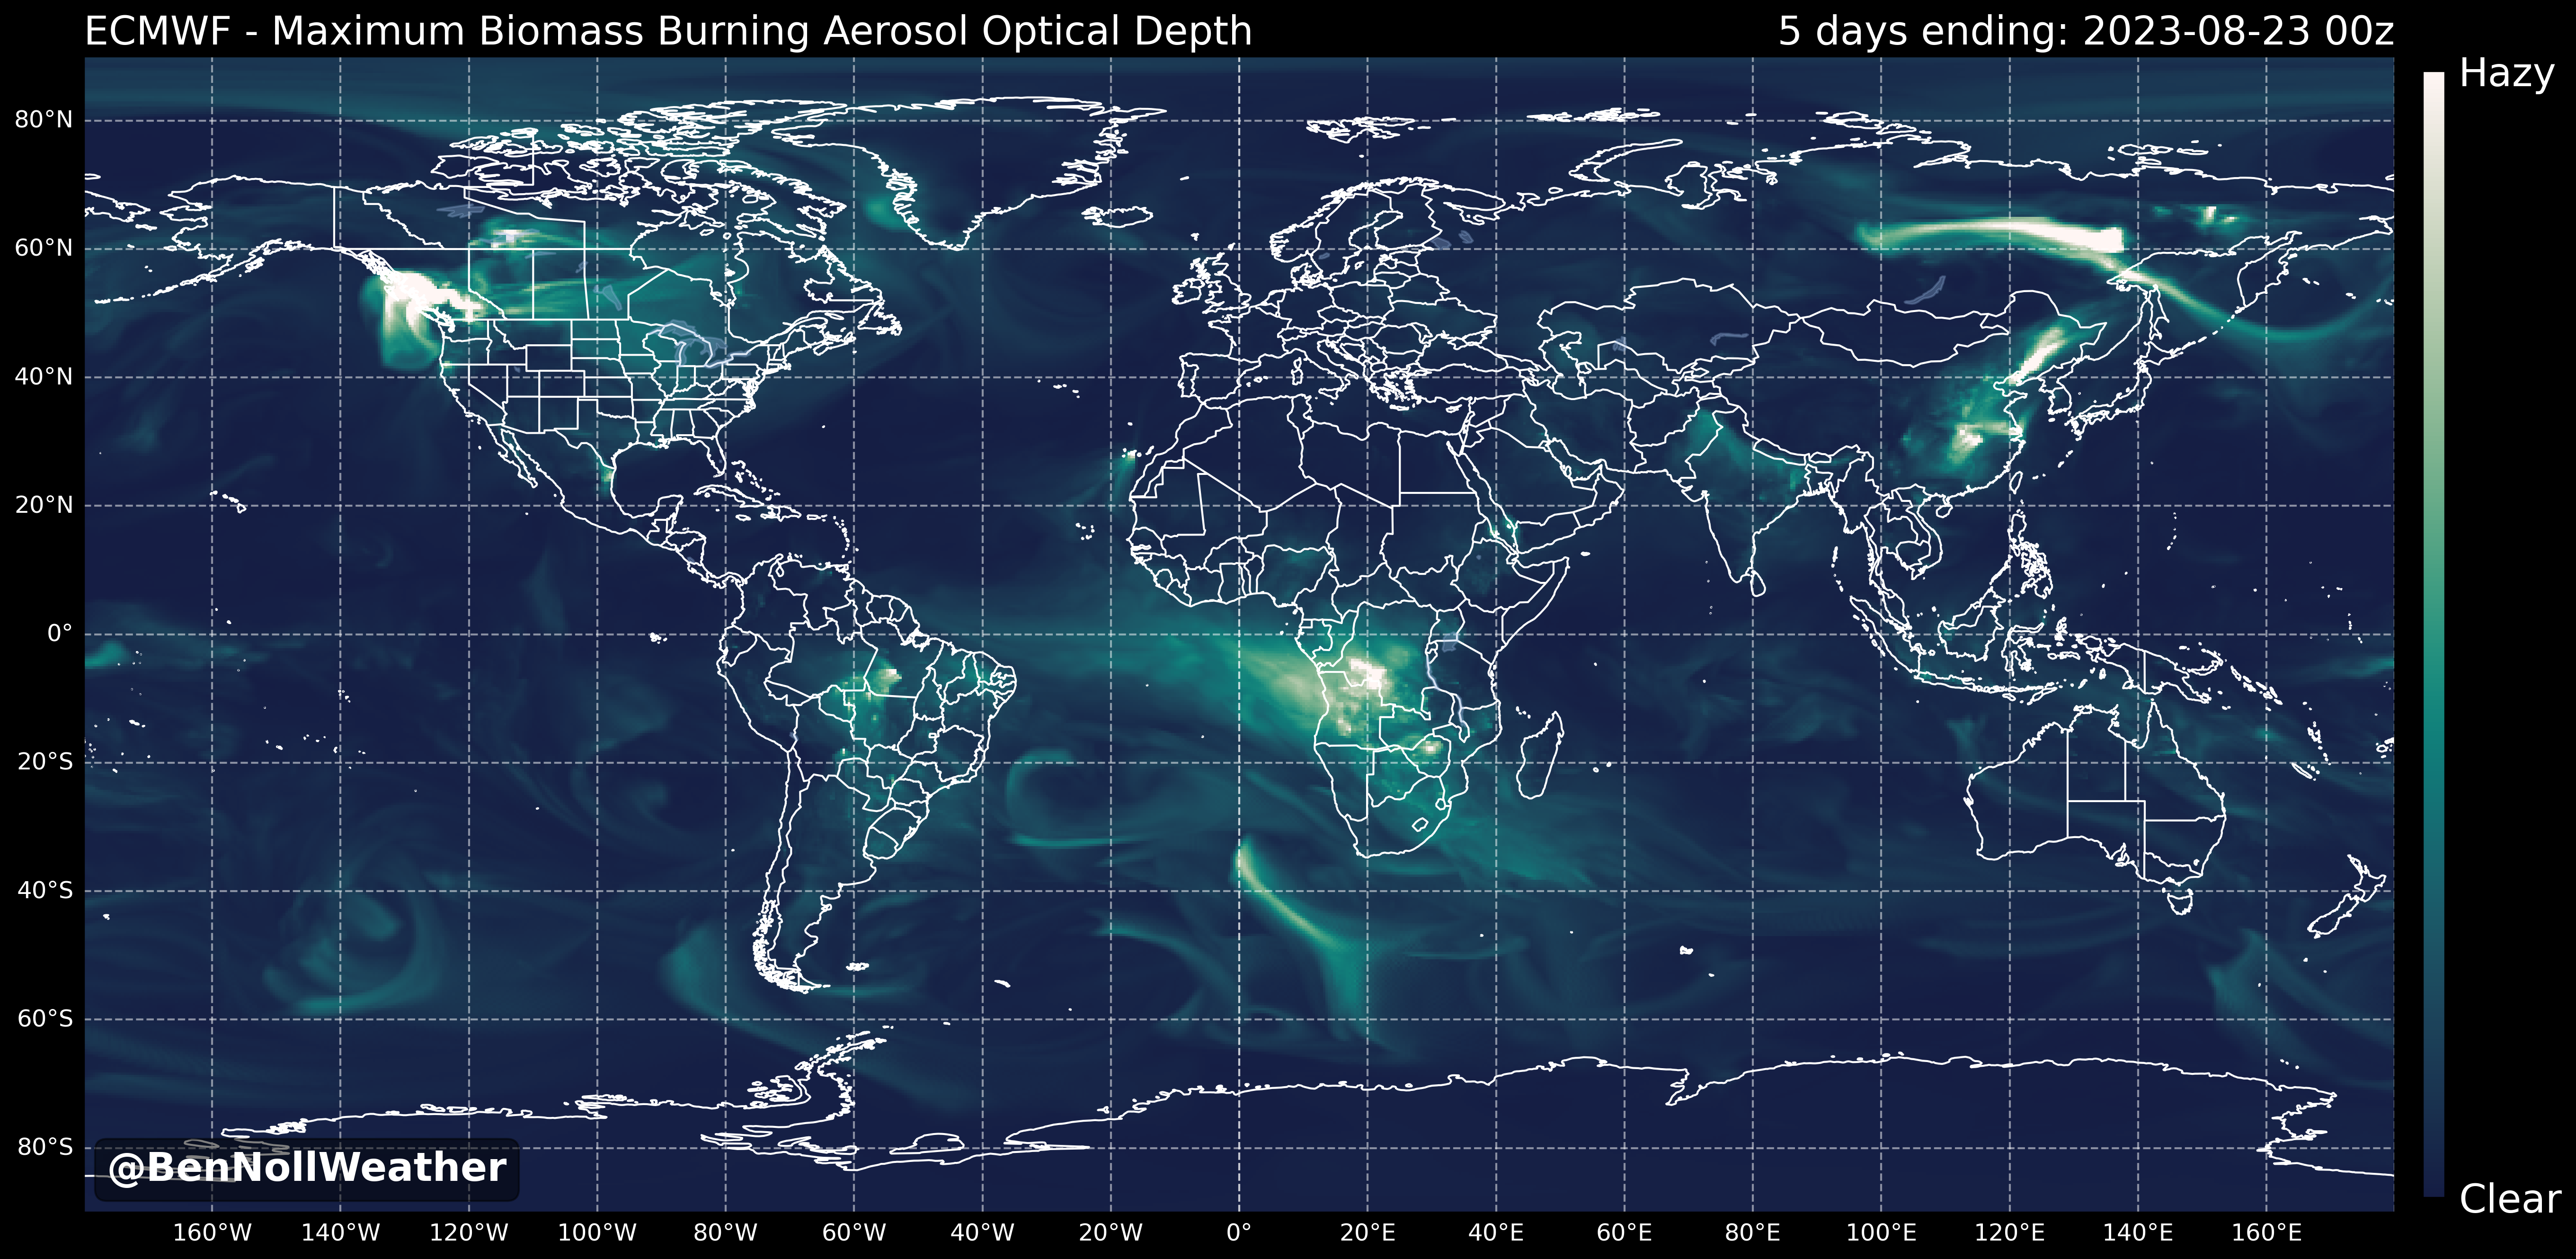 ECMWF - Maximum Biomass Burning Aerosol Optical Depth
5 days ending: 2023-08-23 00z
Hazy
80°N
60°N
40°N
20°N
0°
20°S
40°S
60°S
80°S
@BenNollWeather
Clear
160°W 140°W 120°W 100°W 80°W 60°W 40°W 20°W 0° 20°E 40°E 60°E 80°E 100°E 120°E 140°E 160°E